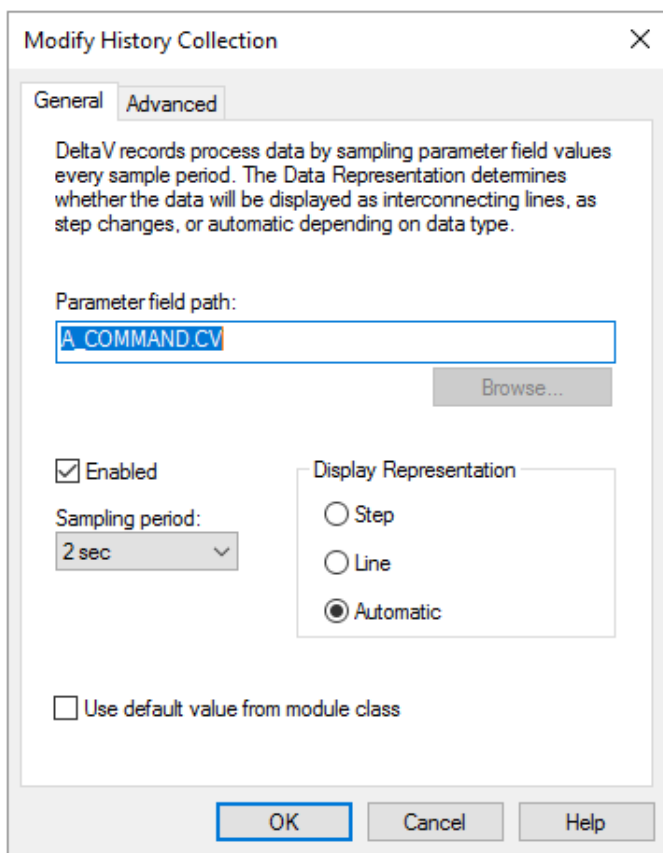 Modify History Collection
General
Advanced
DeltaV records process data by sampling parameter field values
every sample period. The Data Representation determines
whether the data will be displayed as interconnecting lines, as
step changes, or automatic depending on data type.
Parameter field path:
A_COMMAND.CV
Browse...
Enabled
Sampling period:
2 sec
Display Representation
Step
Line
Automatic
Use default value from module class
OK
Cancel
Help